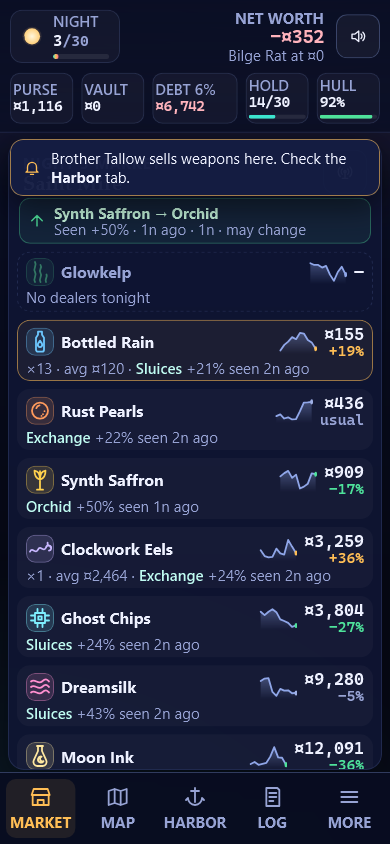 NIGHT
3/30
NET WORTH
-¤352
Bilge Rat at ¤0
PURSE
¤1,116
VAULT
¤0
DEBT 6%
¤6,742
HOLD
14/30
HULL
92%
Brother Tallow sells weapons here. Check the
Harbor tab.
Synth Saffron → Orchid
Seen +50% · 1n ago · 1n · may change
Glowkelp
–
No dealers tonight
Bottled Rain
¤155
+19%
×13 · avg ¤120 · Sluices +21% seen 2n ago
Rust Pearls
¤436
usual
Exchange +22% seen 2n ago
Synth Saffron
¤909
-17%
Orchid +50% seen 1n ago
Clockwork Eels
¤3,259
+36%
×1 · avg ¤2,464 · Exchange +24% seen 2n ago
Ghost Chips
¤3,804
-27%
Sluices +24% seen 2n ago
Dreamsilk
¤9,280
-5%
Sluices +43% seen 2n ago
Moon Ink
¤12,091
-36%
MARKET
MAP
HARBOR
LOG
MORE